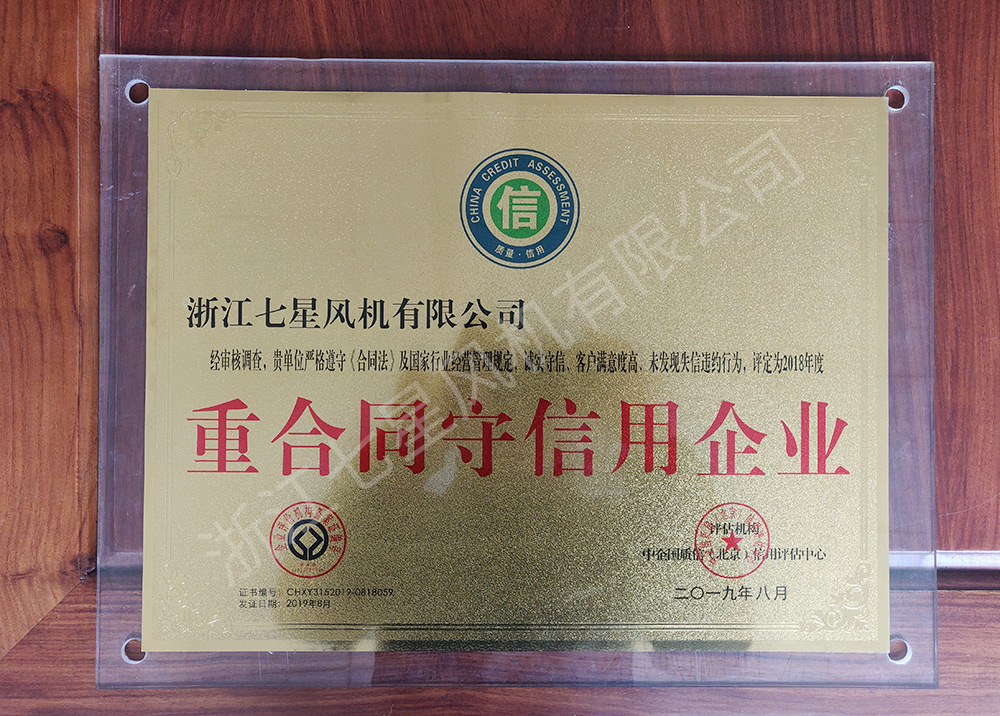 CHINA CREDIT ASSESSMENT
信
质量·信用
浙江七星风机有限公司
经审核调查，贵单位严格遵守《合同法》及国家行业经营管理规定，诚实守信、客户满意度高、未发现失信违约行为，评定为2018年度
重合同守信用企业
评估机构
中企国质信（北京）信用评估中心
证书编号：CHXY3152019-0818059
发证日期：2019年8月
二〇一九年八月
浙江七星风机有限公司